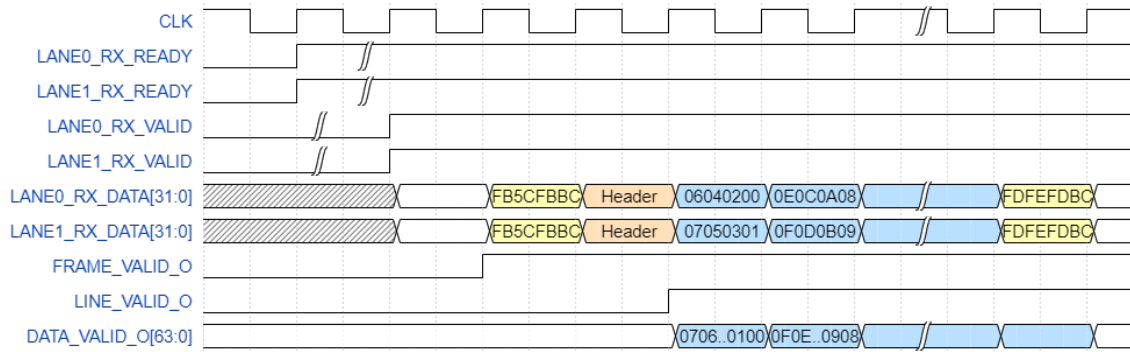 CLK
LANE0_RX_READY
LANE1_RX_READY
LANE0_RX_VALID
LANE1_RX_VALID
LANE0_RX_DATA[31:0] FB5CFBBC Header 06040200 0E0C0A08 FDFEFDBC
LANE1_RX_DATA[31:0] FB5CFBBC Header 07050301 0F0D0B09 FDFEFDBC
FRAME_VALID_O
LINE_VALID_O
DATA_VALID_O[63:0] 0706..0100 0F0E..0908